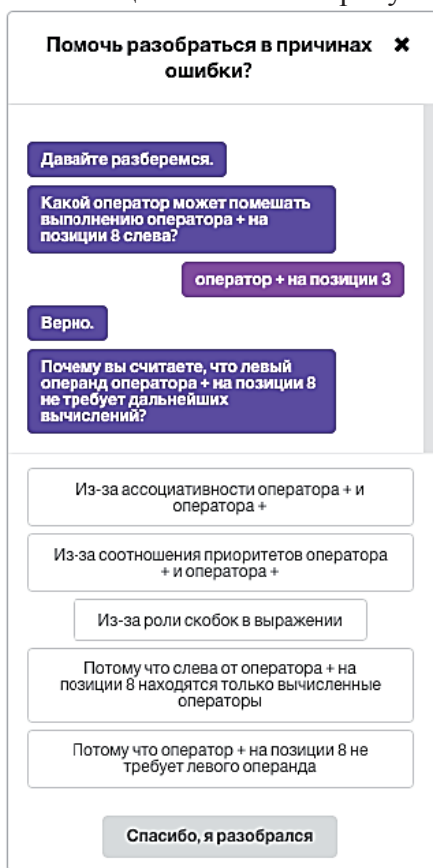 Помочь разобраться в причинах ✖
ошибки?
Давайте разберемся.
Какой оператор может помешать
выполнению оператора + на
позиции 8 слева?
оператор + на позиции 3
Верно.
Почему вы считаете, что левый
операнд оператора + на позиции 8
не требует дальнейших
вычислений?
Из-за ассоциативности оператора + и
оператора +
Из-за соотношения приоритетов оператора
+ и оператора +
Из-за роли скобок в выражении
Потому что слева от оператора + на
позиции 8 находятся только вычисленные
операторы
Потому что оператор + на позиции 8 не
требует левого операнда
Спасибо, я разобрался